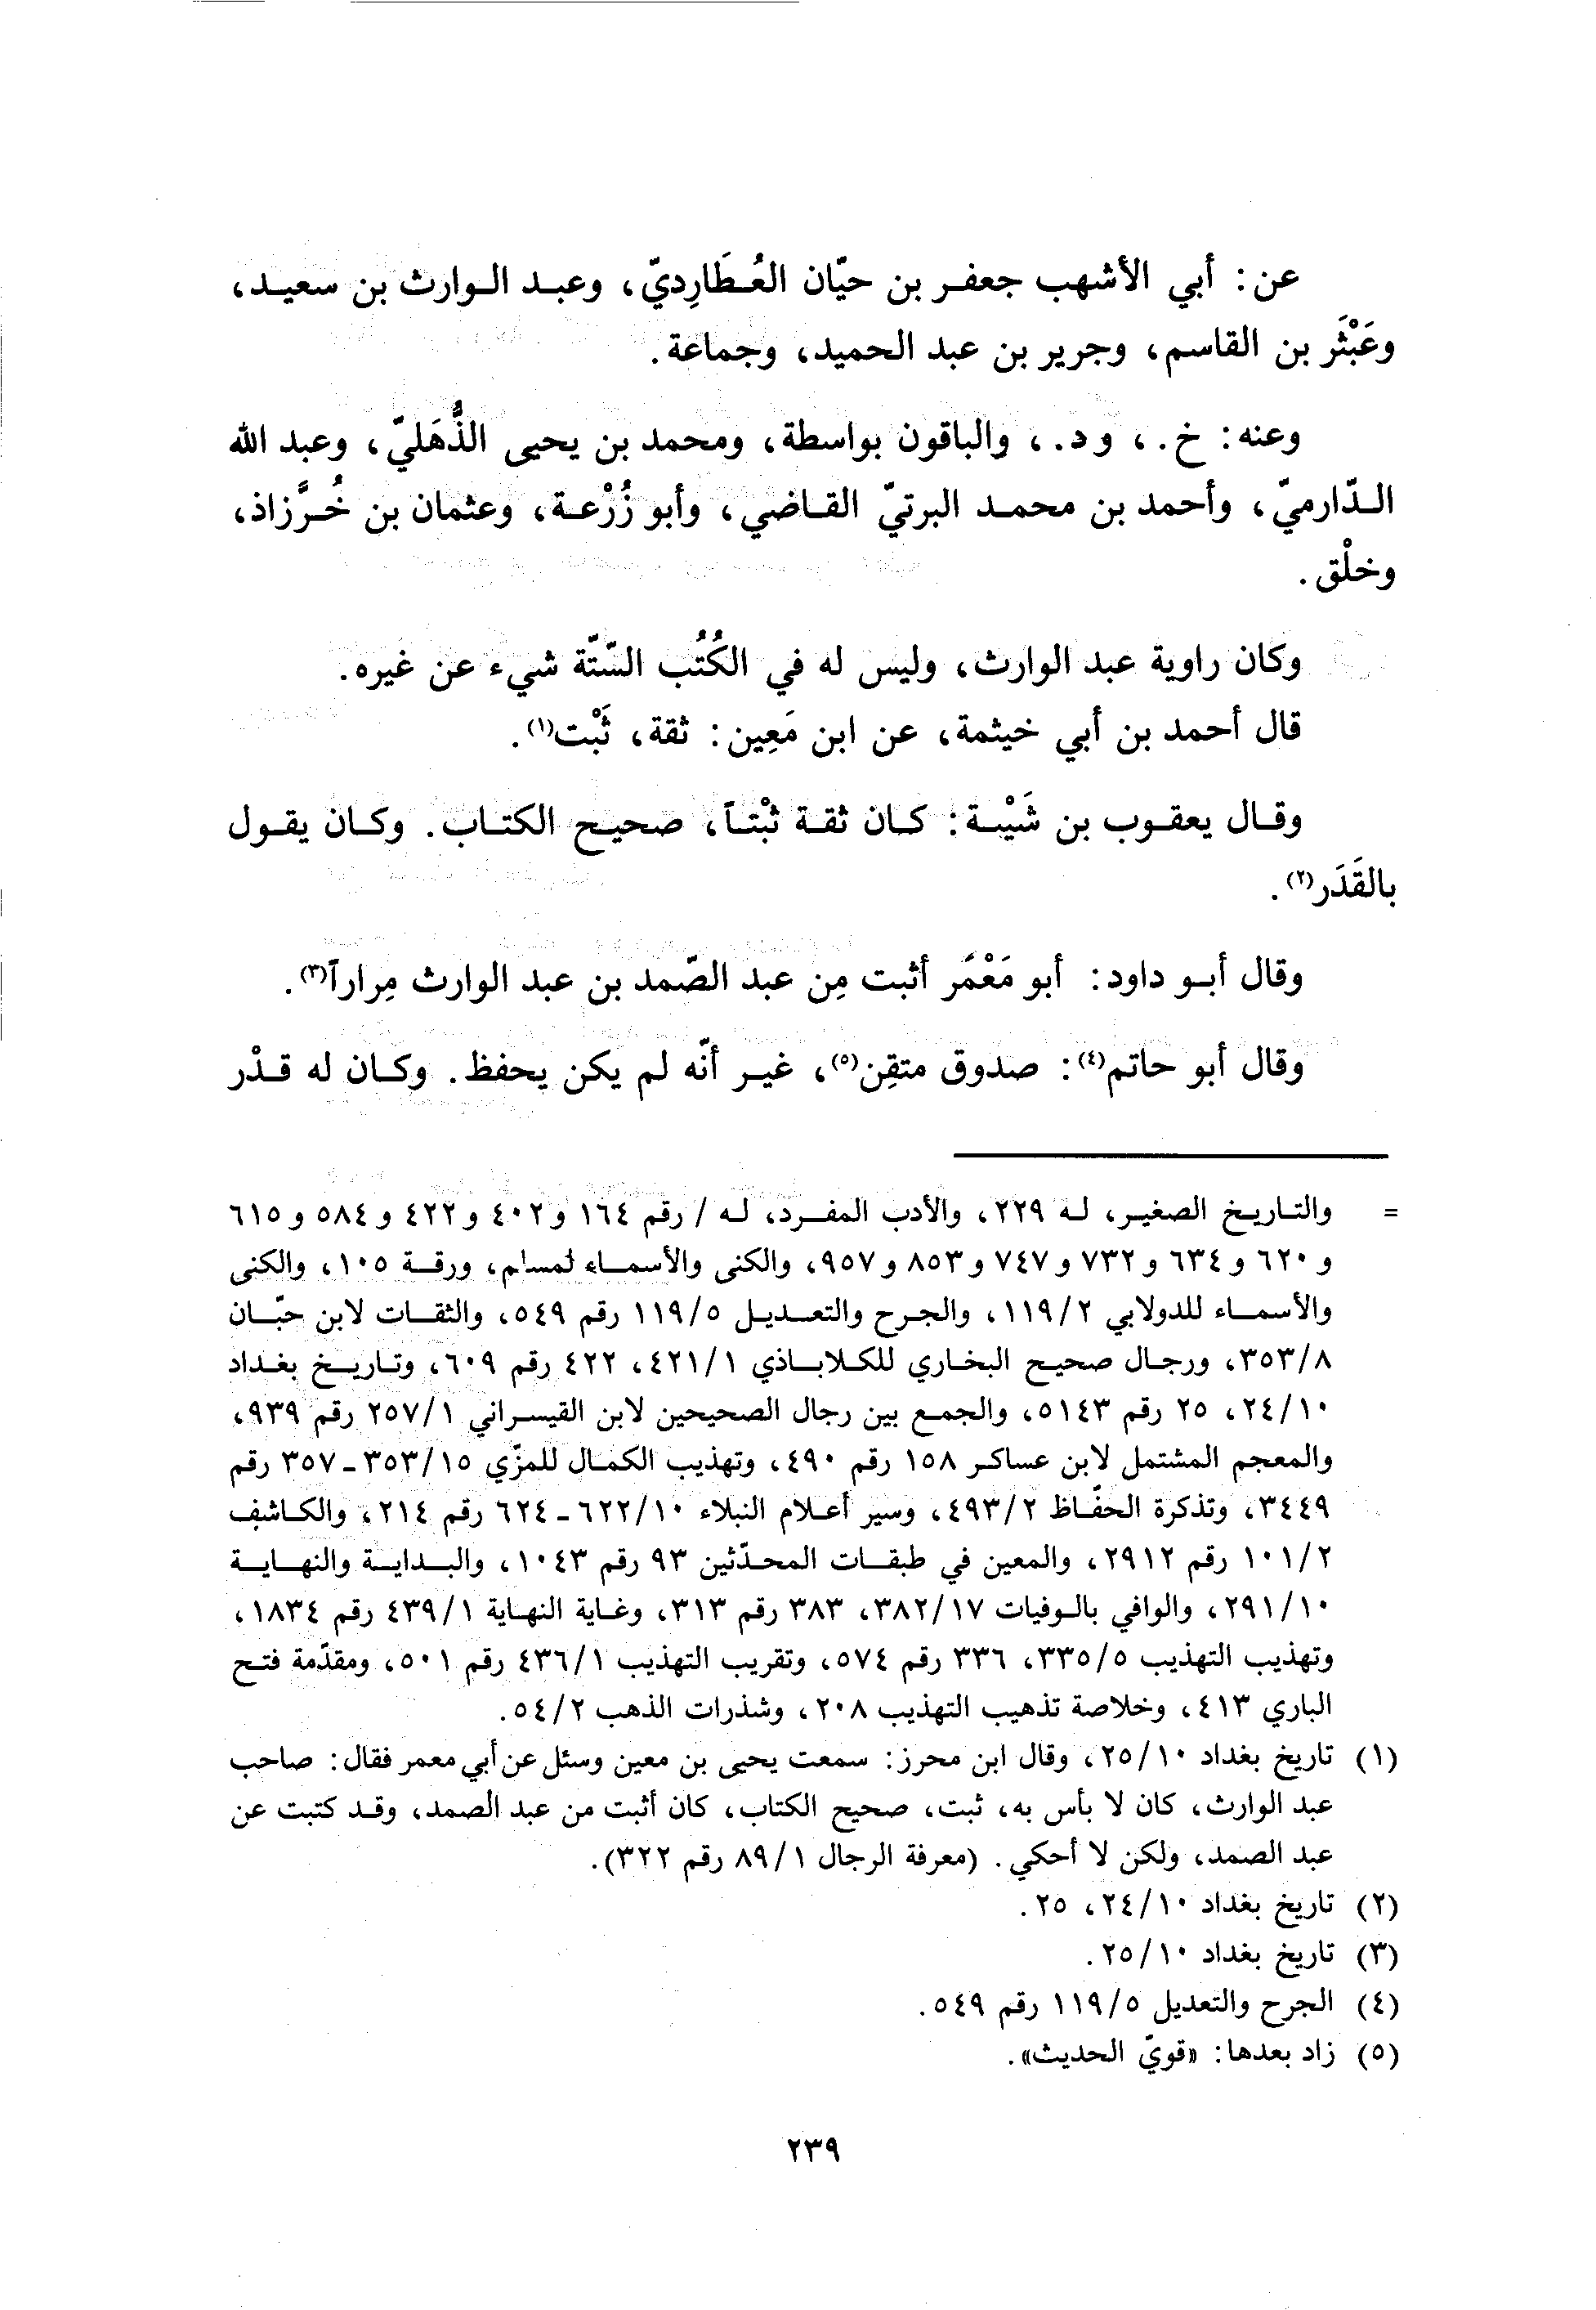 عن: أبي الأشهب جعفر بن حيّان العُطَارِديّ، وعبد الوارث بن سعيد،
وعَبْثَر بن القاسم، وجرير بن عبد الحميد، وجماعة.
وعنه: خ.، ود.، والباقون بواسطة، ومحمد بن يحيى الذُّهَليّ، وعبد الله
الدّارميّ، وأحمد بن محمد البرتيّ القاضي، وأبو زُرْعة، وعثمان بن خُرَّزاذ،
وخلْق.
وكان راوية عبد الوارث، وليس له في الكُتُب السّتّة شيء عن غيره.
قال أحمد بن أبي خيثمة، عن ابن مَعِين: ثقة، ثَبْت(١).
وقال يعقوب بن شَيْبة: كان ثقة ثبْتاً، صحيح الكتاب. وكان يقول
بالقَدَر(٢).
وقال أبو داود: أبو مَعْمَر أثبت مِن عبد الصّمد بن عبد الوارث مِراراً(٣).
وقال أبو حاتم(٤): صدوق متقِن(٥)، غير أنّه لم يكن يحفظ. وكان له قدْر
= والتاريخ الصغير، له ٢٢٩، والأدب المفرد، له / رقم ١٦٤ و٤٠٢ و٤٢٢ و٥٨٤ و٦١٥
و٦٢٠ و٦٣٤ و٧٣٢ و٧٤٧ و٨٥٣ و٩٥٧، والكنى والأسماء لمسلم، ورقة ١٠٥، والكنى
والأسماء للدولابي ١١٩/٢، والجرح والتعديل ١١٩/٥ رقم ٥٤٩، والثقات لابن حبّان
٣٥٣/٨، ورجال صحيح البخاري للكلاباذي ٤٢١/١، ٤٢٢ رقم ٦٠٩، وتاريخ بغداد
٢٤/١٠، ٢٥ رقم ٥١٤٣، والجمع بين رجال الصحيحين لابن القيسراني ٢٥٧/١ رقم ٩٣٩،
والمعجم المشتمل لابن عساكر ١٥٨ رقم ٤٩٠، وتهذيب الكمال للمزّي ٣٥٣/١٥ - ٣٥٧ رقم
٣٤٤٩، وتذكرة الحفّاظ ٤٩٣/٢، وسير أعلام النبلاء ٦٢٢/١٠ - ٦٢٤ رقم ٢١٤، والكاشف
١٠١/٢ رقم ٢٩١٢، والمعين في طبقات المحدّثين ٩٣ رقم ١٠٤٣، والبداية والنهاية
٢٩١/١٠، والوافي بالوفيات ٣٨٢/١٧، ٣٨٣ رقم ٣١٣، وغاية النهاية ٤٣٩/١ رقم ١٨٣٤،
وتهذيب التهذيب ٣٣٥/٥، ٣٣٦ رقم ٥٧٤، وتقريب التهذيب ٤٣٦/١ رقم ٥٠١، ومقدّمة فتح
الباري ٤١٣، وخلاصة تذهيب التهذيب ٢٠٨، وشذرات الذهب ٥٤/٢.
(١) تاريخ بغداد ٢٥/١٠، وقال ابن محرز: سمعت يحيى بن معين وسئل عن أبي معمر فقال: صاحب
عبد الوارث، كان لا بأس به، ثبت، صحيح الكتاب، كان أثبت من عبد الصمد، وقد كتبت عن
عبد الصمد، ولكن لا أحكي. (معرفة الرجال ٨٩/١ رقم ٣٢٢).
(٢) تاريخ بغداد ٢٤/١٠، ٢٥.
(٣) تاريخ بغداد ٢٥/١٠.
(٤) الجرح والتعديل ١١٩/٥ رقم ٥٤٩.
(٥) زاد بعدها: «قويّ الحديث».
٢٣٩